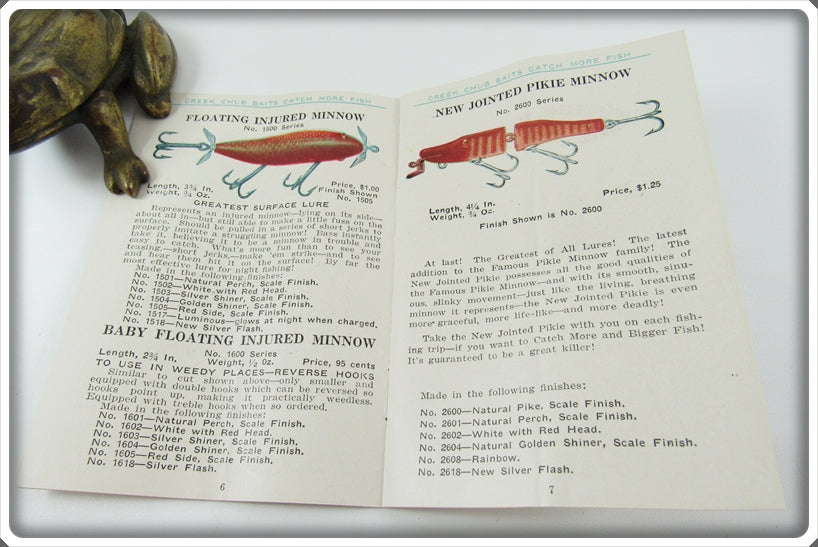 CREEK CHUB BAITS CATCH MORE FISH
FLOATING INJURED MINNOW
No. 1500 Series
Length, 3¾ In.
Weight, ¾ Oz.
Price, $1.00
Finish Shown
No. 1505
GREATEST SURFACE LURE
Represents an injured minnow—lying on its side—
about all in—but still able to make a little fuss on the
surface. Should be pulled in a series of short jerks to
properly imitate a struggling minnow! Bass instantly
take it, believing it to be a minnow in trouble and
easy to catch. What's more fun than to see your
teasing,—short jerks,—make 'em strike—and to see
and hear them hit it on the surface! By far the
most effective lure for night fishing!
Made in the following finishes:
No. 1501—Natural Perch, Scale Finish.
No. 1502—White with Red Head.
No. 1503—Silver Shiner, Scale Finish.
No. 1504—Golden Shiner, Scale Finish.
No. 1505—Red Side, Scale Finish.
No. 1517—Luminous—glows at night when charged.
No. 1518—New Silver Flash.
BABY FLOATING INJURED MINNOW
No. 1600 Series
Length, 2¾ In.
Weight, ½ Oz.
Price, 95 cents
TO USE IN WEEDY PLACES—REVERSE HOOKS
Similar to cut shown above—only smaller and
equipped with double hooks which can be reversed so
hooks point up, making it practically weedless.
Equipped with treble hooks when so ordered.
Made in the following finishes:
No. 1601—Natural Perch, Scale Finish.
No. 1602—White with Red Head.
No. 1603—Silver Shiner, Scale Finish.
No. 1604—Golden Shiner, Scale Finish.
No. 1605—Red Side, Scale Finish.
No. 1618—Silver Flash.
6
CREEK CHUB BAITS CATCH MORE FISH
NEW JOINTED PIKIE MINNOW
No. 2600 Series
Length, 4¼ In.
Weight, ¾ Oz.
Price, $1.25
Finish Shown is No. 2600
At last! The Greatest of All Lures! The latest
addition to the Famous Pikie Minnow family! The
New Jointed Pikie possesses all the good qualities of
the Famous Pikie Minnow—and with its smooth, sinu-
ous, slinky movement—just like the living, breathing
minnow it represents—the New Jointed Pikie is even
more graceful, more life-like—and more deadly!
Take the New Jointed Pikie with you on each fish-
ing trip—if you want to Catch More and Bigger Fish!
It's guaranteed to be a great killer!
Made in the following finishes:
No. 2600—Natural Pike, Scale Finish.
No. 2601—Natural Perch, Scale Finish.
No. 2602—White with Red Head.
No. 2604—Natural Golden Shiner, Scale Finish.
No. 2608—Rainbow.
No. 2618—New Silver Flash.
7